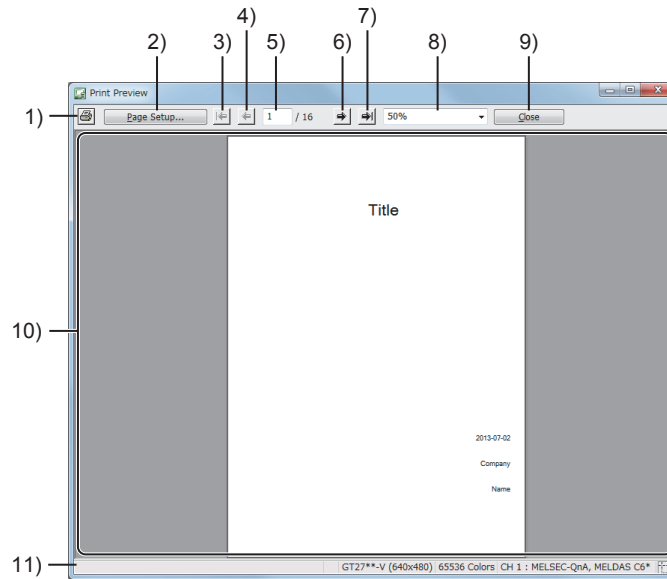 4)
7)
2)
3)
5)
6)
8)
9)
Print Preview
1)
Page Setup...
1
/ 16
50%
Close
Title
10)
2013-07-02
Company
Name
11)
GT27**-V (640x480) 65536 Colors CH 1 : MELSEC-QnA, MELDAS C6*